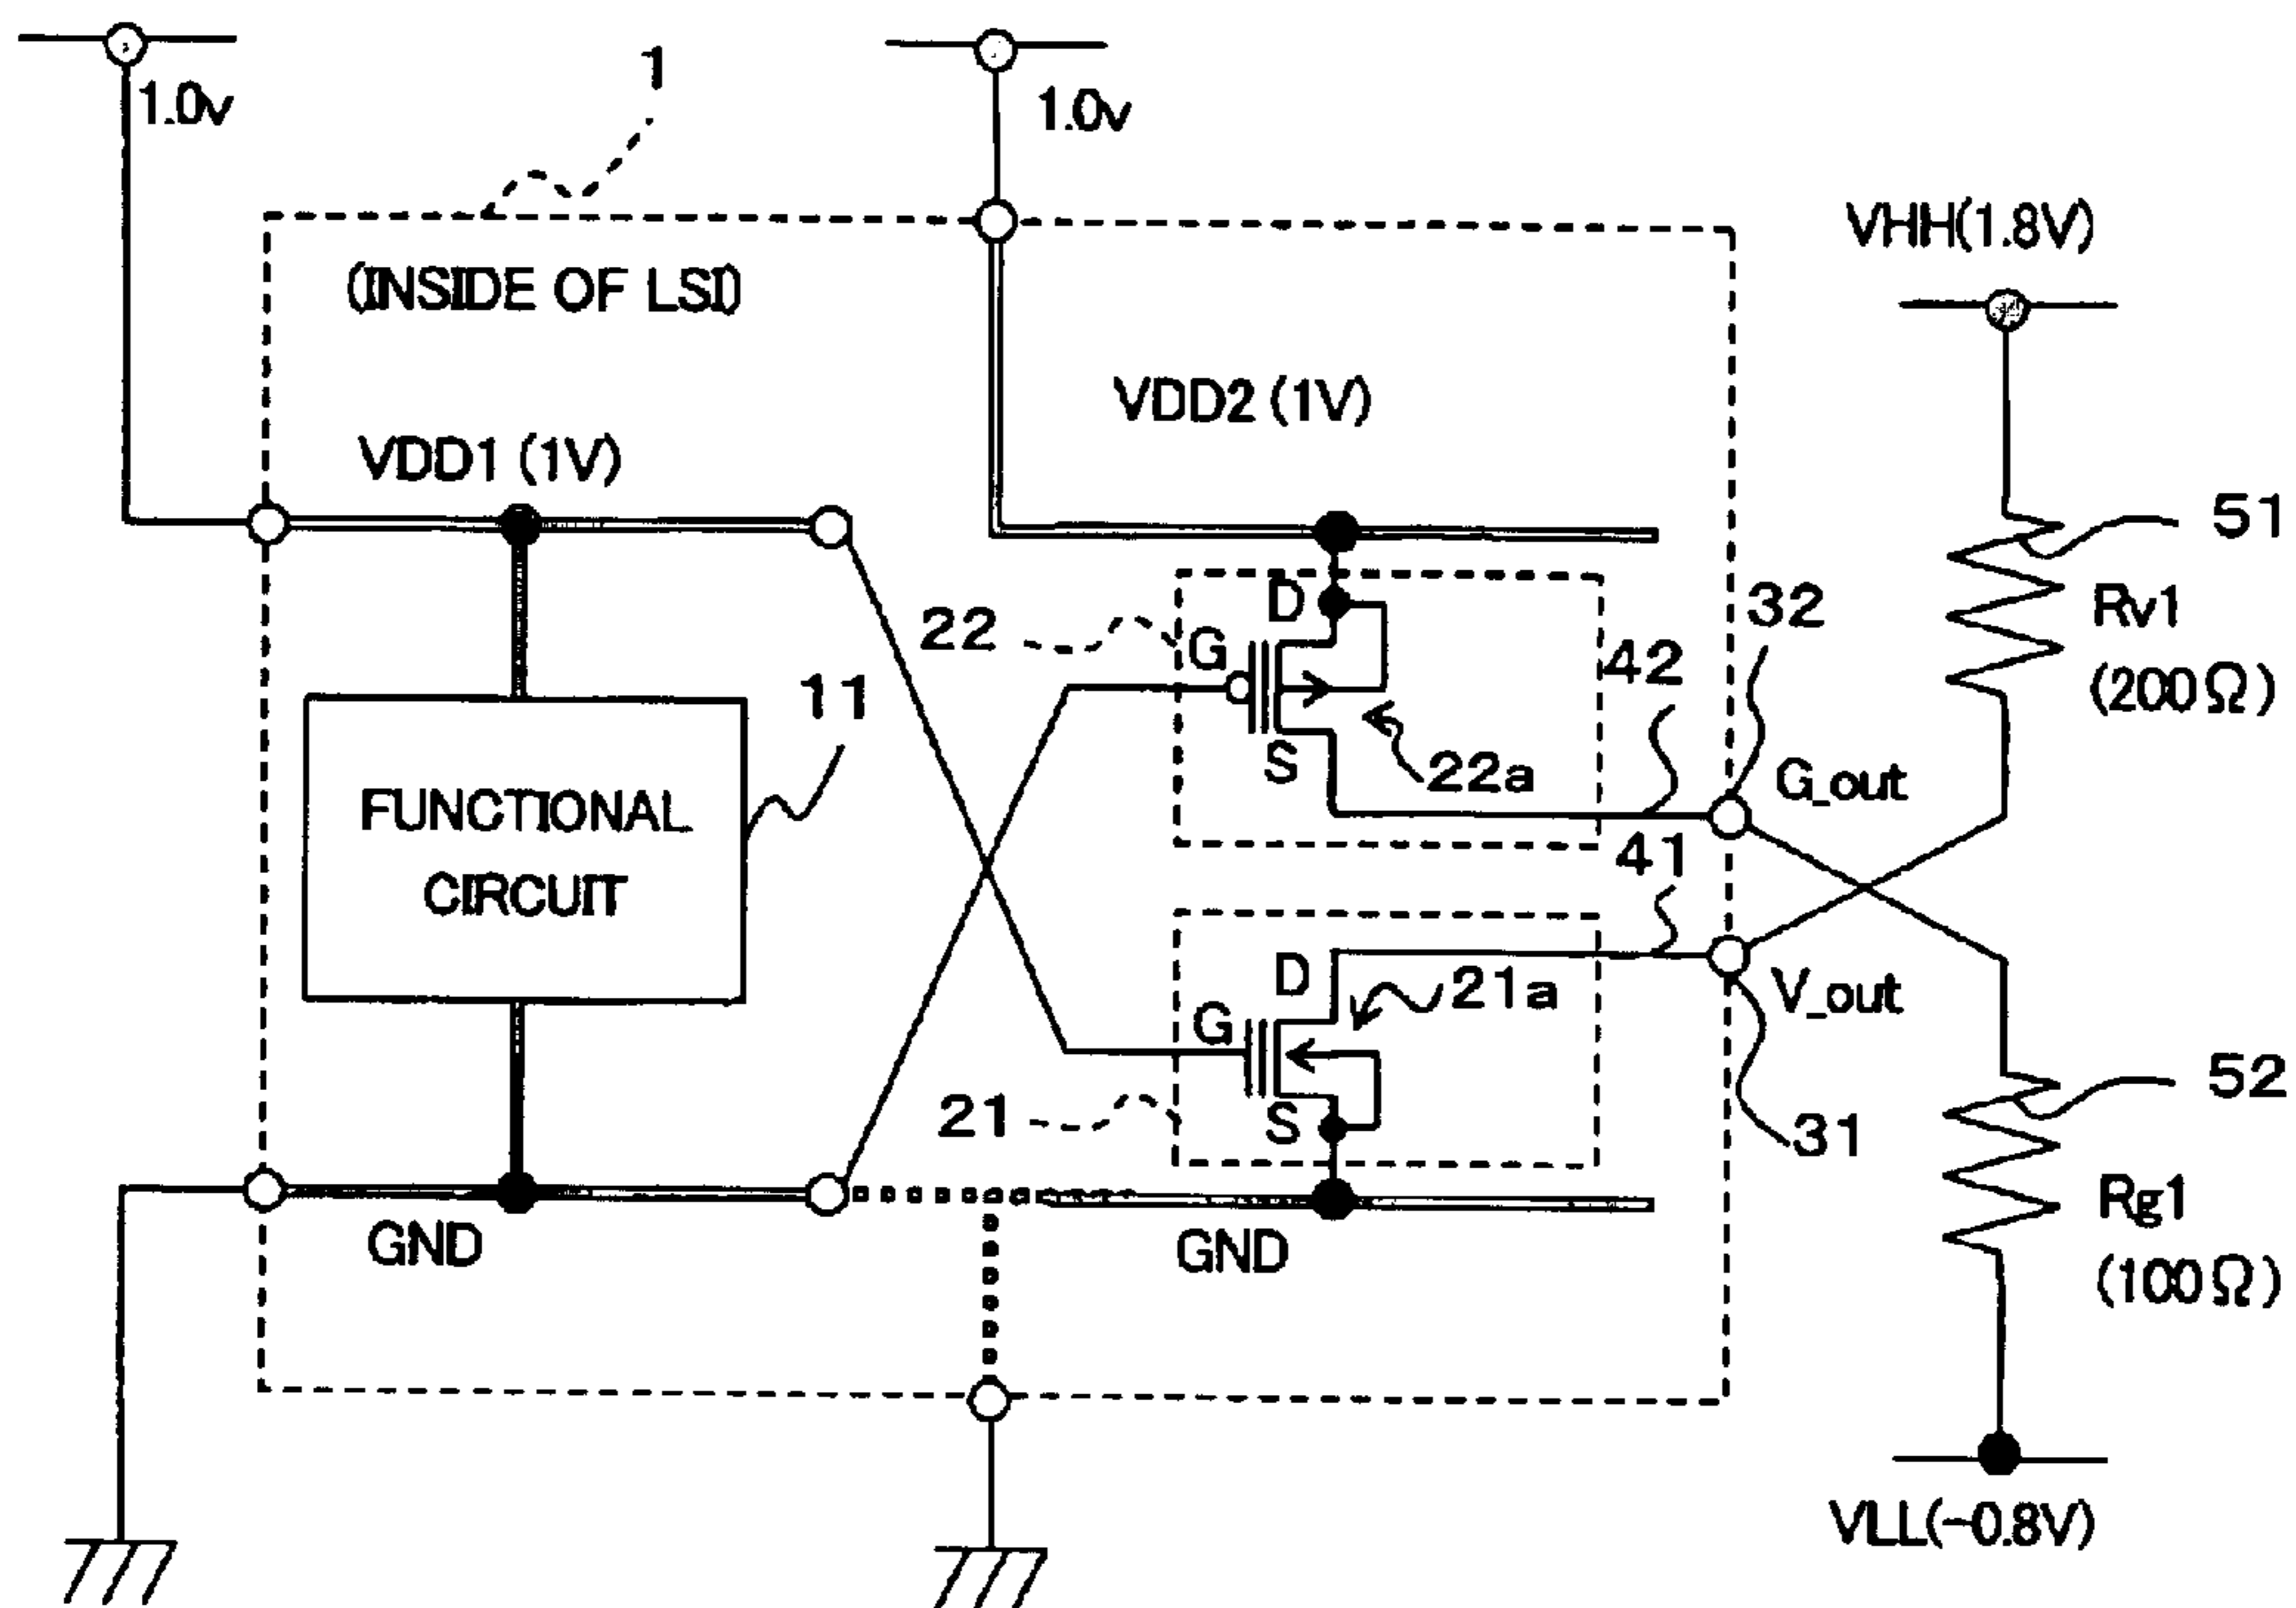 1
1.0v
1.0v
VHH(1.8V)
(INSIDE OF LSI)
VDD2 (1V)
VDD1 (1V)
51
D
32
Rv1
22
G
42
(200Ω)
11
S
22a
G_out
FUNCTIONAL
CIRCUIT
41
D
21a
V_out
G
52
21
S
31
Rg1
GND
GND
(100Ω)
VLL(-0.8V)